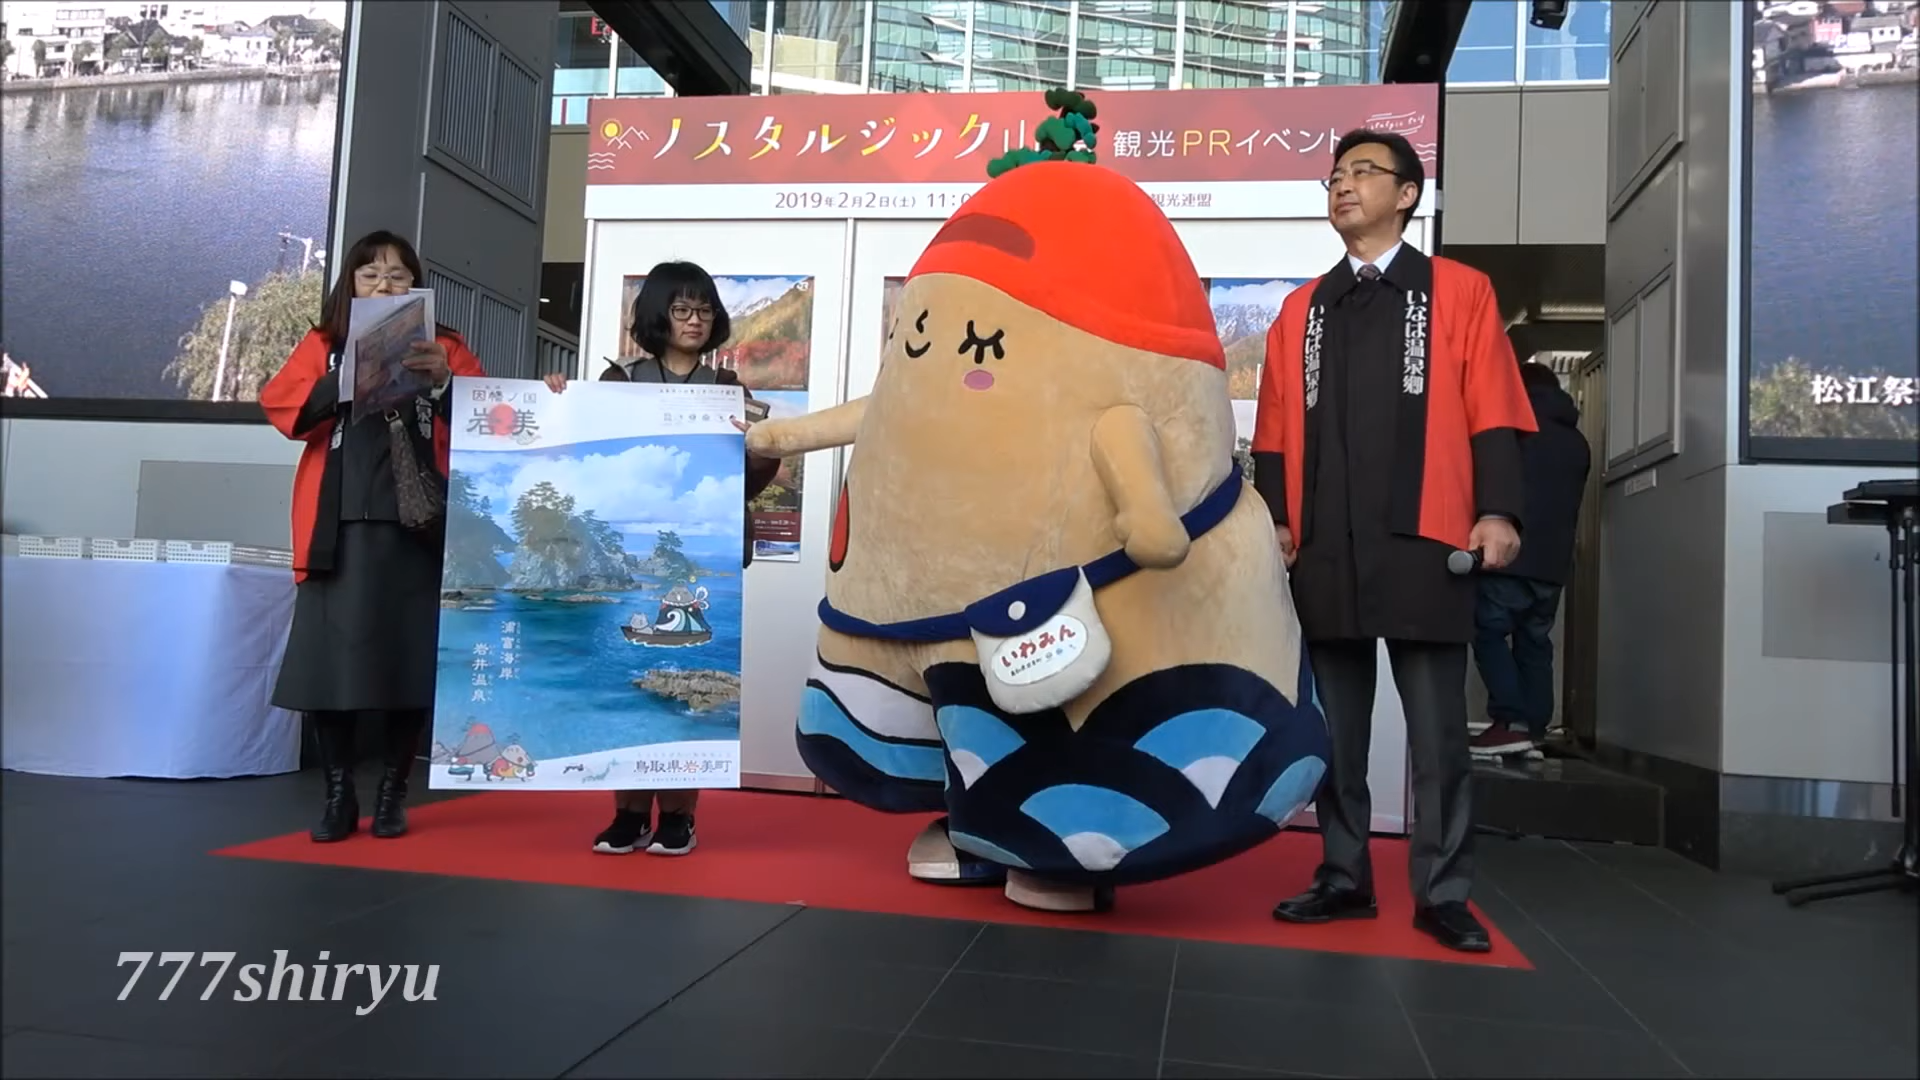 ノスタルジック山
観光PRイベント
2019年2月2日(土) 11:0
観光連盟
いなば温泉郷
いなば温泉郷
因幡ノ国
岩美
浦富海岸
岩井温泉
鳥取県岩美町
いわみん
松江祭
777shiryu